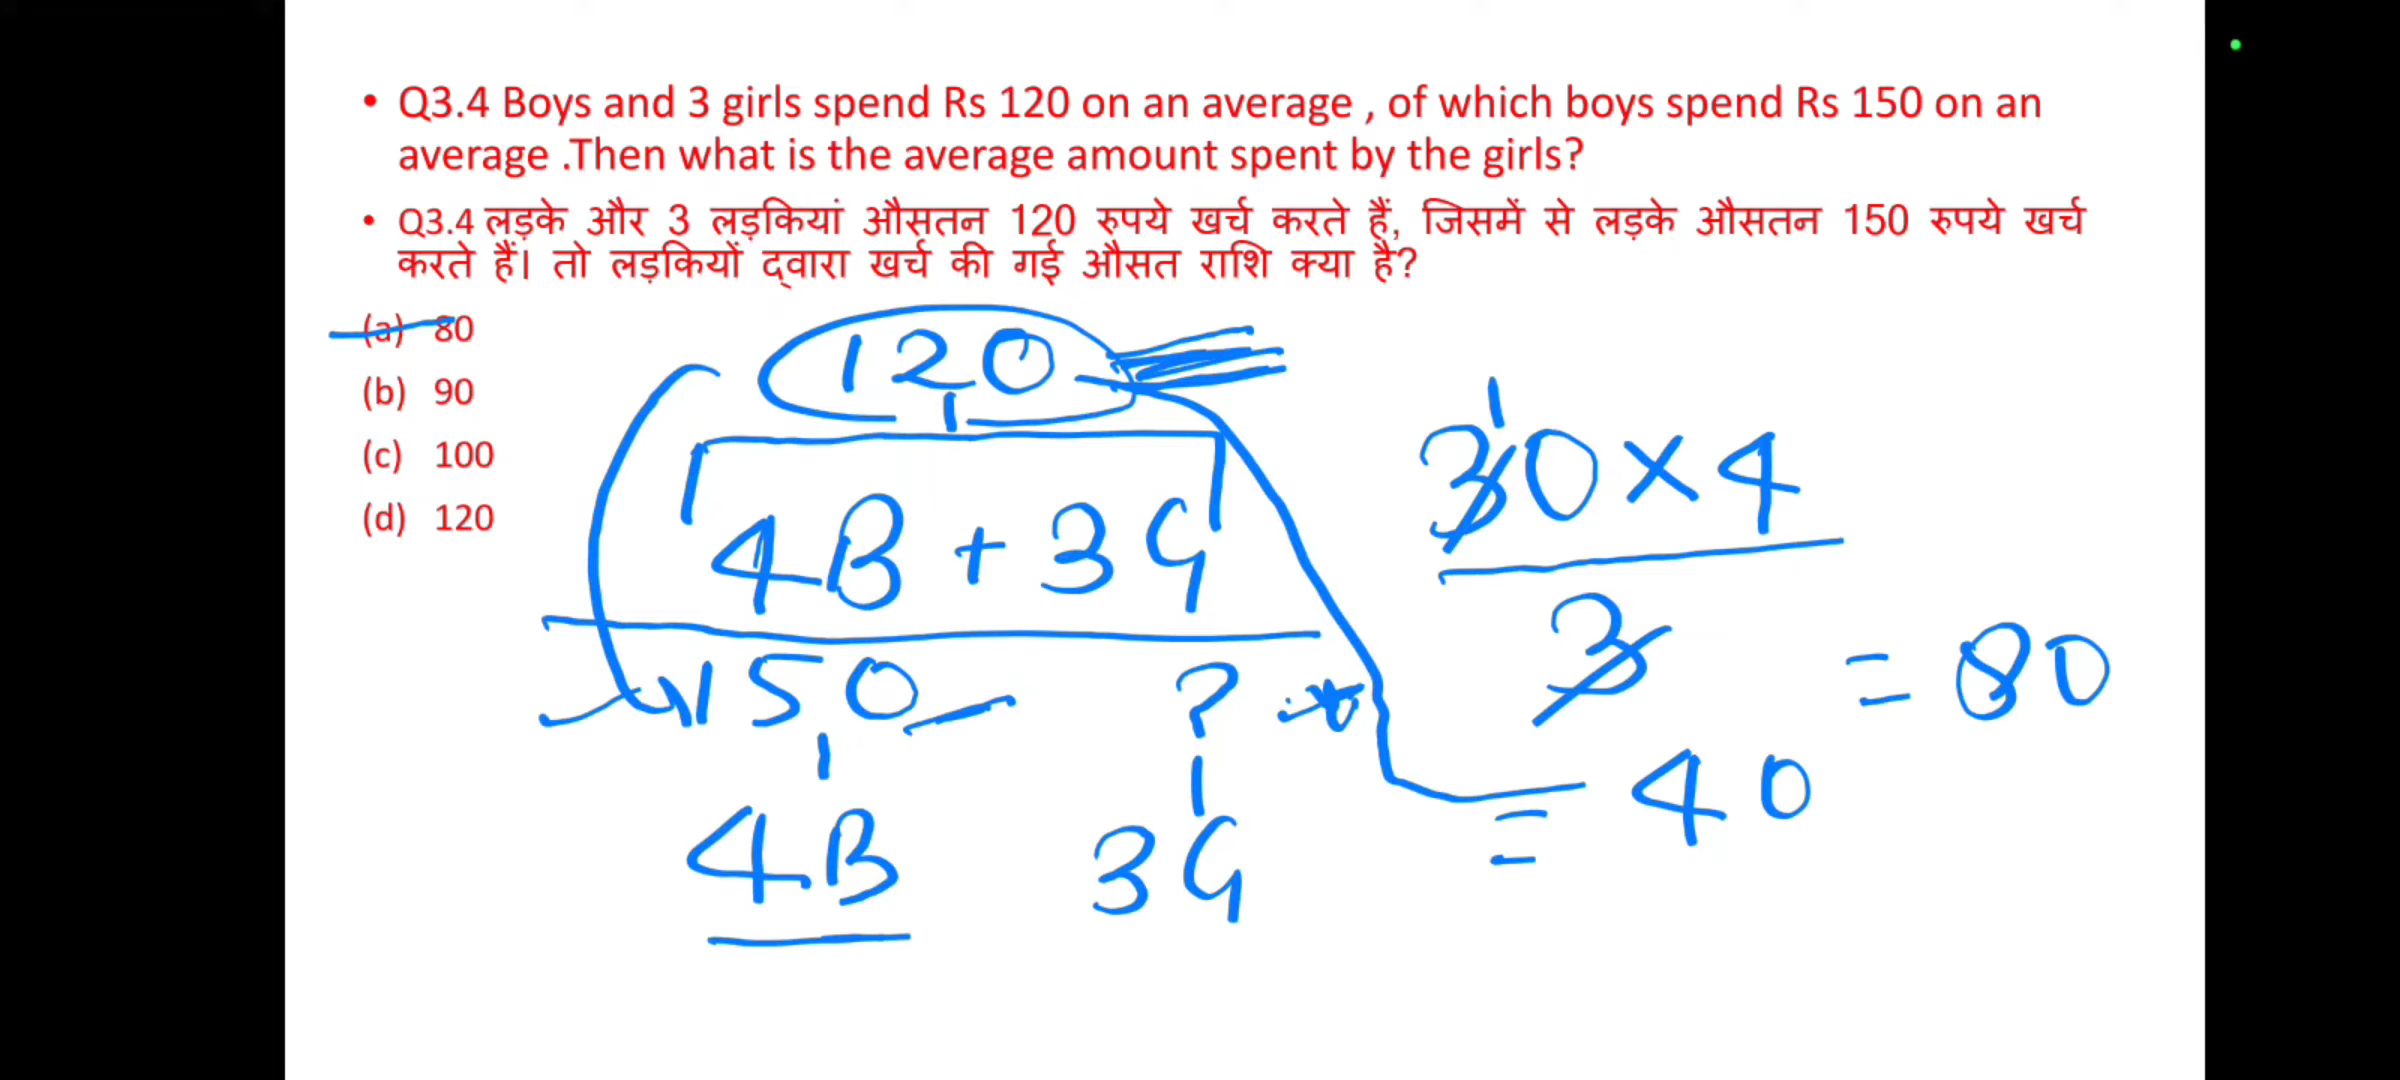 • Q3.4 Boys and 3 girls spend Rs 120 on an average , of which boys spend Rs 150 on an
average .Then what is the average amount spent by the girls?
• Q3.4 लड़के और 3 लड़कियां औसतन 120 रुपये खर्च करते हैं, जिसमें से लड़के औसतन 150 रुपये खर्च
करते हैं। तो लड़कियों द्वारा खर्च की गई औसत राशि क्या है?
(a) 80
(b) 90
(c) 100
(d) 120
120
4B + 3G
150 ?
4B 3G
1
30 × 4
3
= 80
= 40